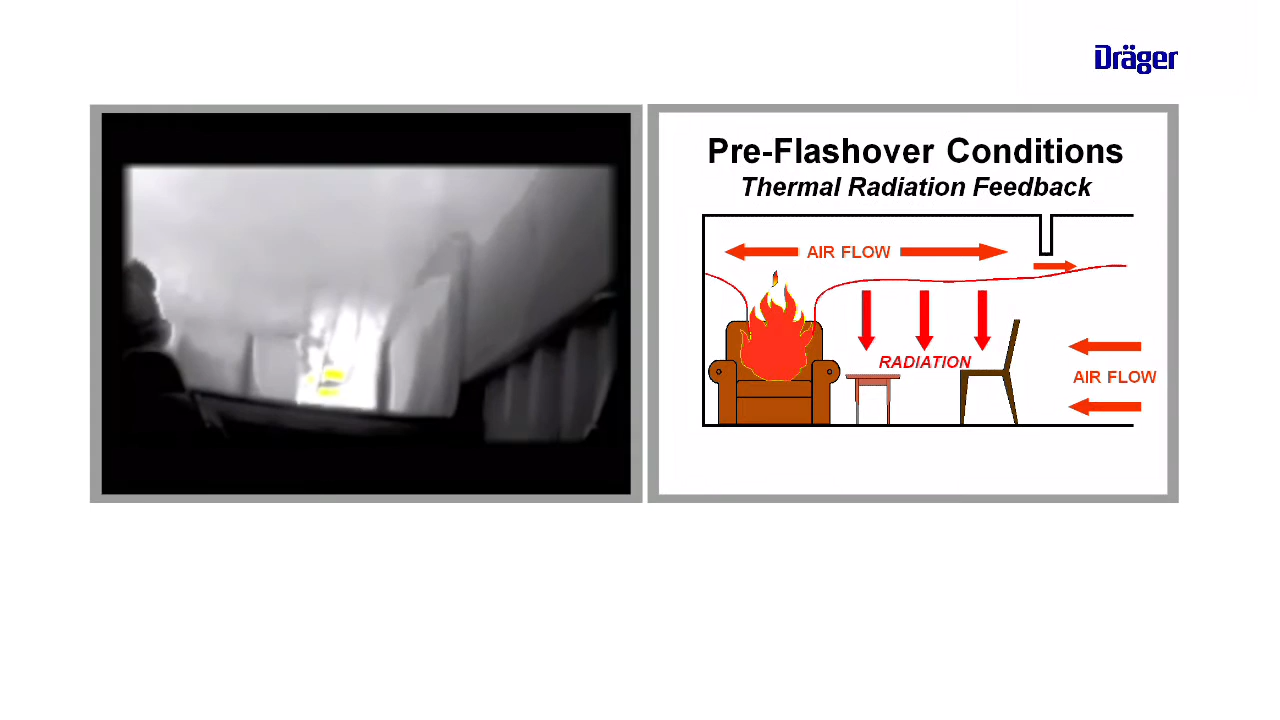 Dräger
Pre-Flashover Conditions
Thermal Radiation Feedback
AIR FLOW
RADIATION
AIR FLOW